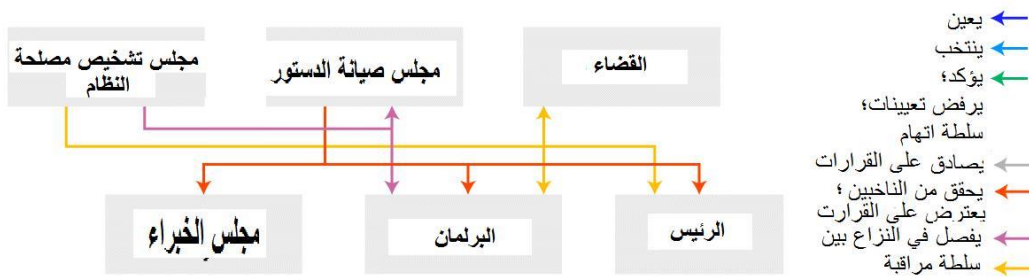 مجلس تشخيص مصلحة
النظام
مجلس صيانة الدستور
القضاء
مجلس الخبراء
البرلمان
الرئيس
يعين
ينتخب
يؤكد؛
يرفض تعيينات؛
سلطة اتهام
يصادق على القرارات
يحقق من الناخبين ؛
يعترض على القرارت
يفصل في النزاع بين
سلطة مراقبة